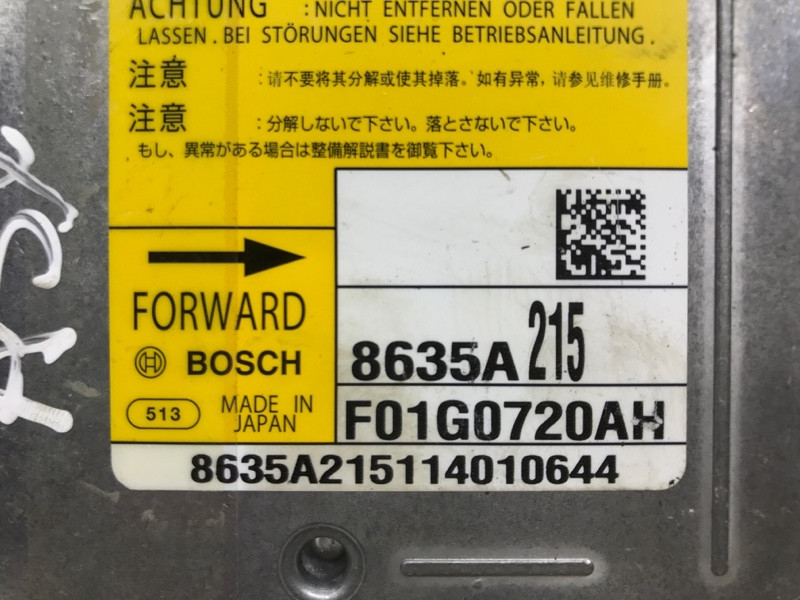 ACHTUNG : NICHT ENTFERNEN ODER FALLEN
LASSEN. BEI STÖRUNGEN SIEHE BETRIEBSANLEITUNG.
注意 : 请不要将其分解或使其掉落。如有异常，请参见维修手册。
注意 : 分解しないで下さい。落とさないで下さい。
もし、異常がある場合は整備解説書を御覧下さい。
FORWARD
BOSCH
513 MADE IN
JAPAN
8635A 215
F01G0720AH
8635A215114010644